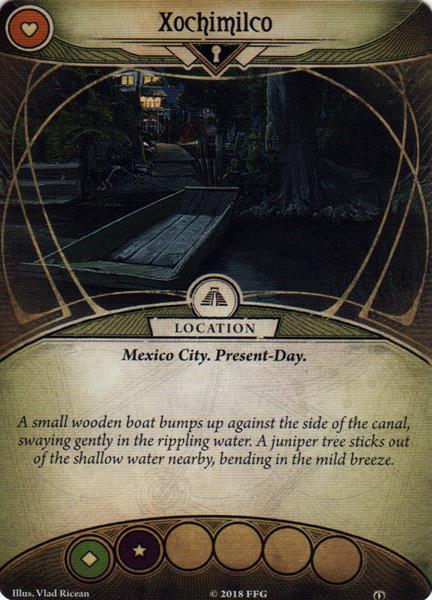 Xochimilco
LOCATION
Mexico City. Present-Day.
A small wooden boat bumps up against the side of the canal,
swaying gently in the rippling water. A juniper tree sticks out
of the shallow water nearby, bending in the mild breeze.
Illus. Vlad Ricean
© 2018 FFG